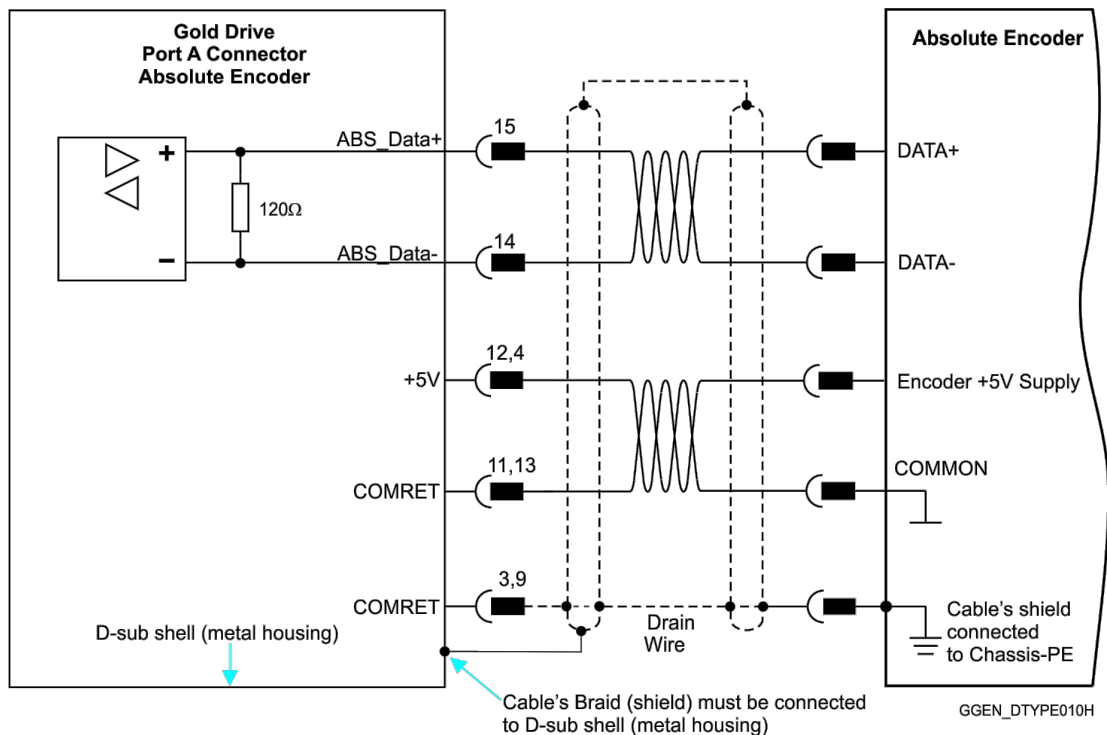 Gold Drive
Port A Connector
Absolute Encoder
Absolute Encoder
ABS_Data+
15
DATA+
+
120Ω
−
ABS_Data-
14
DATA-
+5V
12,4
Encoder +5V Supply
COMRET
11,13
COMMON
COMRET
3,9
Drain
Wire
Cable's shield
connected
to Chassis-PE
D-sub shell (metal housing)
Cable's Braid (shield) must be connected
to D-sub shell (metal housing)
GGEN_DTYPE010H